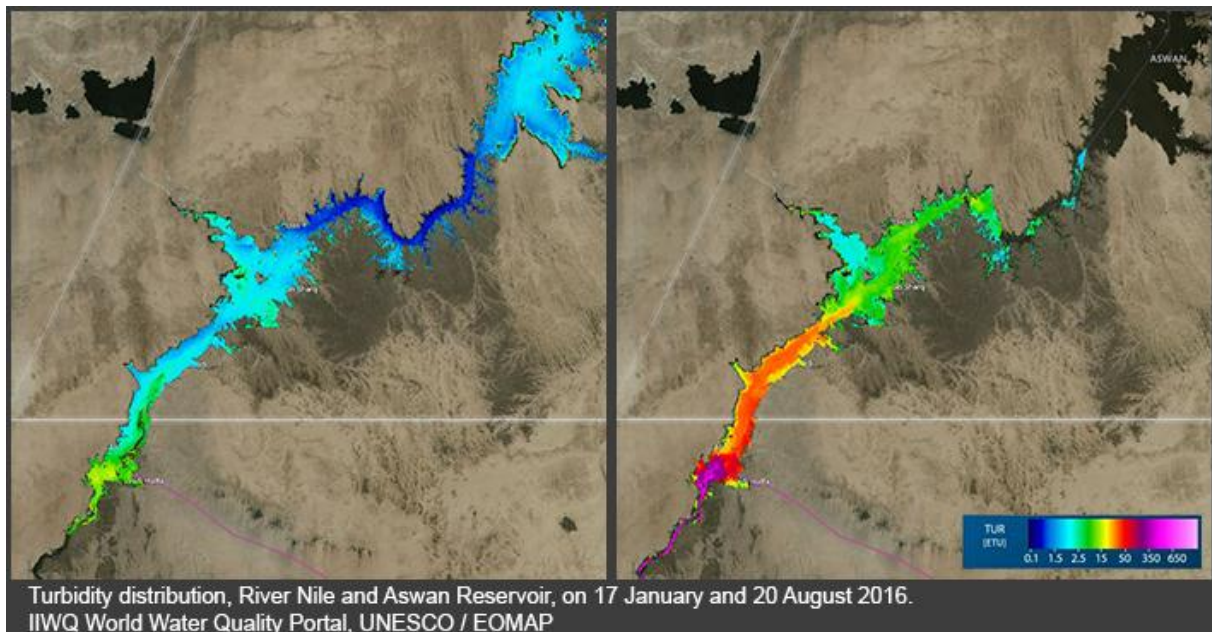 ASWAN
TUR
(ETU)
0.1 1.5 2.5 15 50 350 650
Turbidity distribution, River Nile and Aswan Reservoir, on 17 January and 20 August 2016.
IIWQ World Water Quality Portal, UNESCO / EOMAP